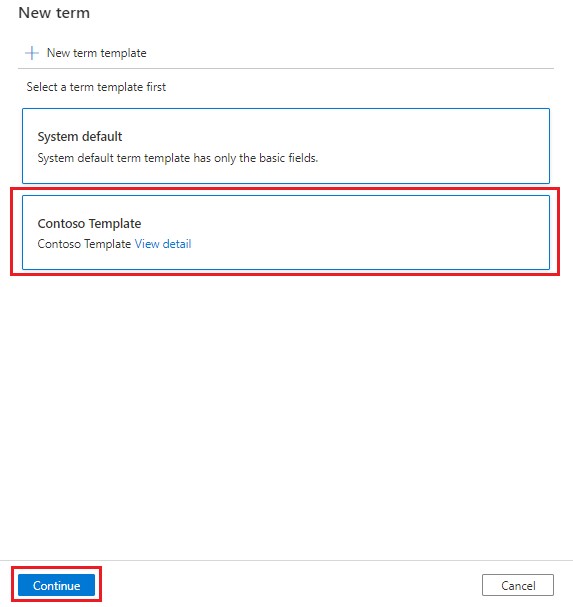 New term
New term template
Select a term template first
System default
System default term template has only the basic fields.
Contoso Template
Contoso Template View detail
Continue
Cancel